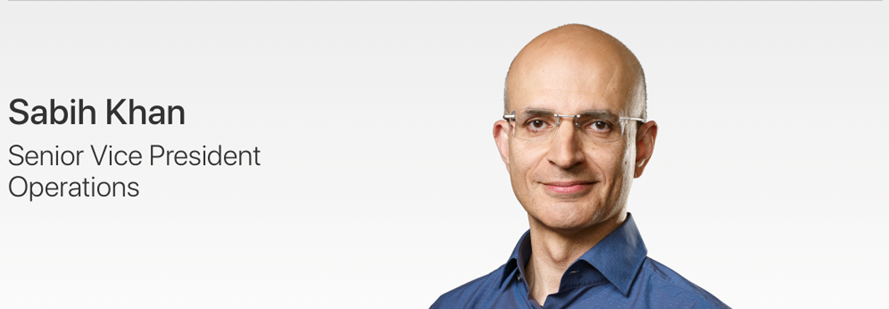 Sabih Khan
Senior Vice President
Operations